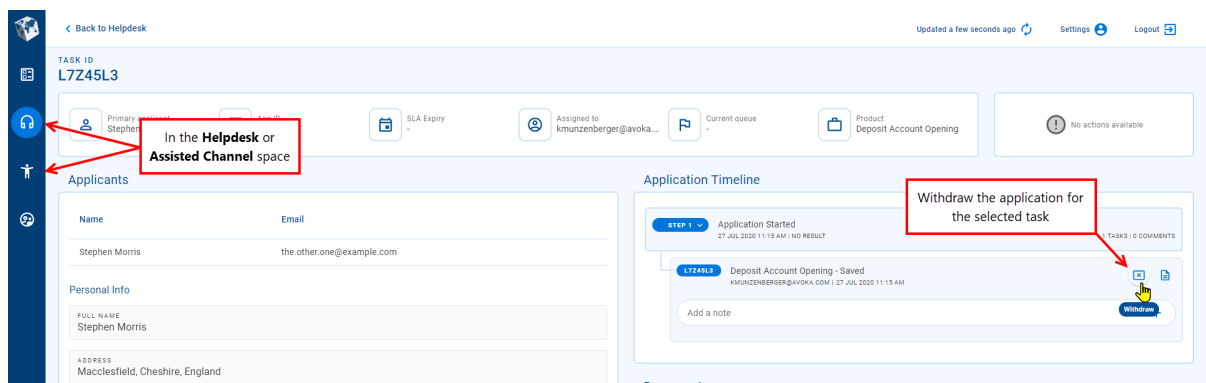 Back to Helpdesk
Updated a few seconds ago
Settings
Logout
TASK ID
L7Z45L3
Primary applicant
Stephen
App ID
SLA Expiry
-
Assigned to
kmunzenberger@avoka....
Current queue
-
Product
Deposit Account Opening
No actions available
In the Helpdesk or
Assisted Channel space
Applicants
Name
Email
Stephen Morris
the.other.one@example.com
Personal Info
FULL NAME
Stephen Morris
ADDRESS
Macclesfield, Cheshire, England
Application Timeline
Withdraw the application for
the selected task
STEP 1
Application Started
27 JUL 2020 11:15 AM | NO RESULT
1 TASKS | 0 COMMENTS
L7Z45L3
Deposit Account Opening - Saved
KMUNZENBERGER@AVOKA.COM | 27 JUL 2020 11:15 AM
Add a note
Withdraw